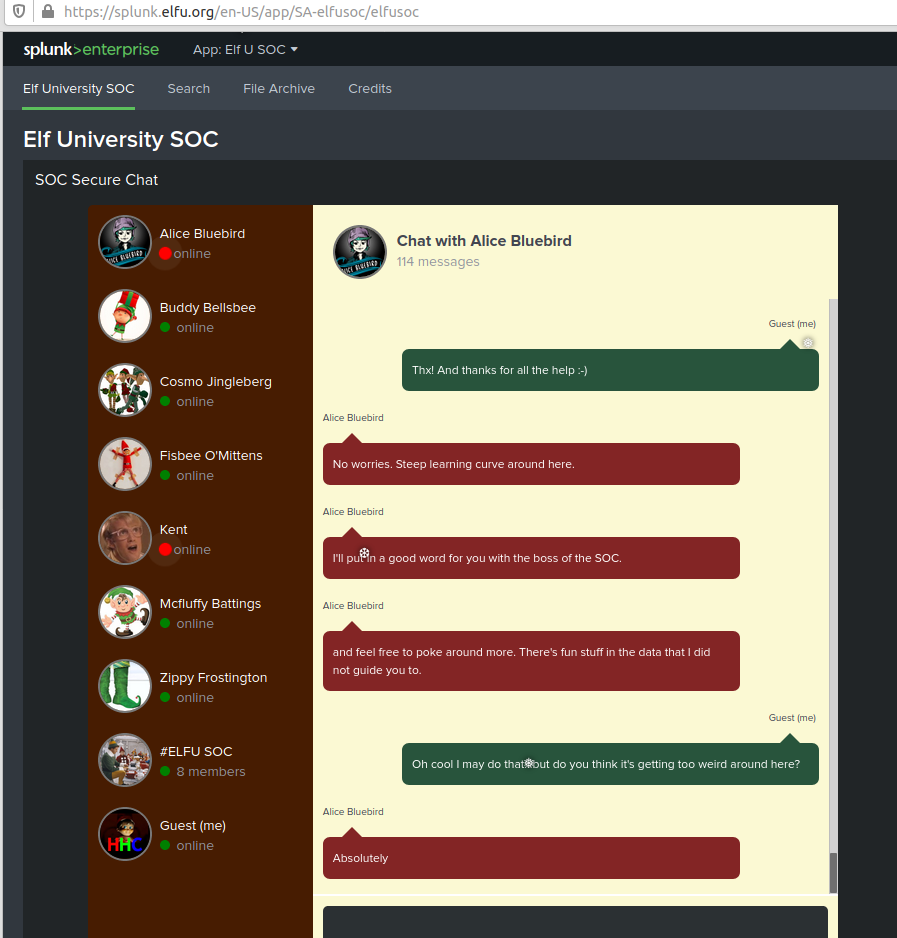 https://splunk.elfu.org/en-US/app/SA-elfusoc/elfusoc
splunk>enterprise App: Elf U SOC
Elf University SOC Search File Archive Credits
Elf University SOC
SOC Secure Chat
Alice Bluebird
online
Buddy Bellsbee
online
Cosmo Jingleberg
online
Fisbee O'Mittens
online
Kent
online
Mcfluffy Battings
online
Zippy Frostington
online
#ELFU SOC
8 members
HHC
Guest (me)
online
ALICE BLUEBIRD
Chat with Alice Bluebird
114 messages
Guest (me)
Thx! And thanks for all the help :-)
Alice Bluebird
No worries. Steep learning curve around here.
Alice Bluebird
I'll put in a good word for you with the boss of the SOC.
Alice Bluebird
and feel free to poke around more. There's fun stuff in the data that I did
not guide you to.
Guest (me)
Oh cool I may do that but do you think it's getting too weird around here?
Alice Bluebird
Absolutely